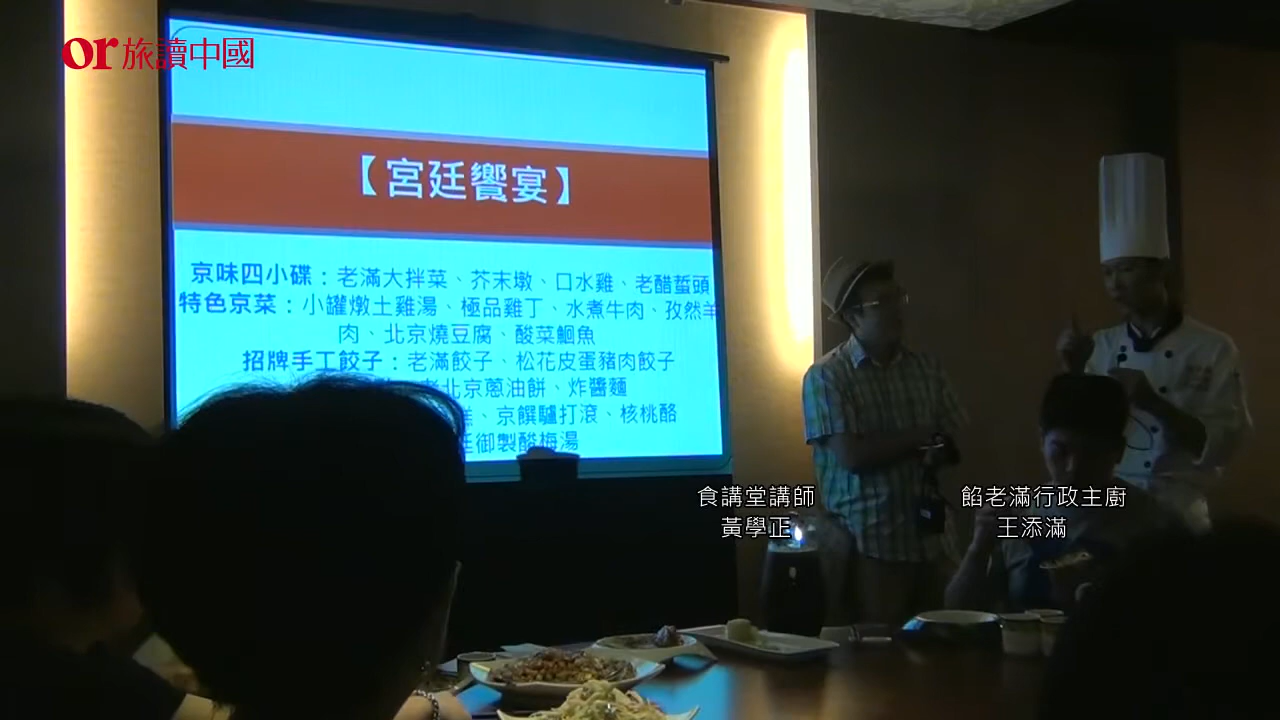 or旅讀中國
【宮廷饗宴】
京味四小碟：老滿大拌菜、芥末墩、口水雞、老醋蜇頭
特色京菜：小罐燉土雞湯、極品雞丁、水煮牛肉、孜然羊
肉、北京燒豆腐、酸菜鮰魚
招牌手工餃子：老滿餃子、松花皮蛋豬肉餃子
老北京蔥油餅、炸醬麵
、京饌驢打滾、核桃酪
御製酸梅湯
食講堂講師
黃學正
餡老滿行政主廚
王添滿